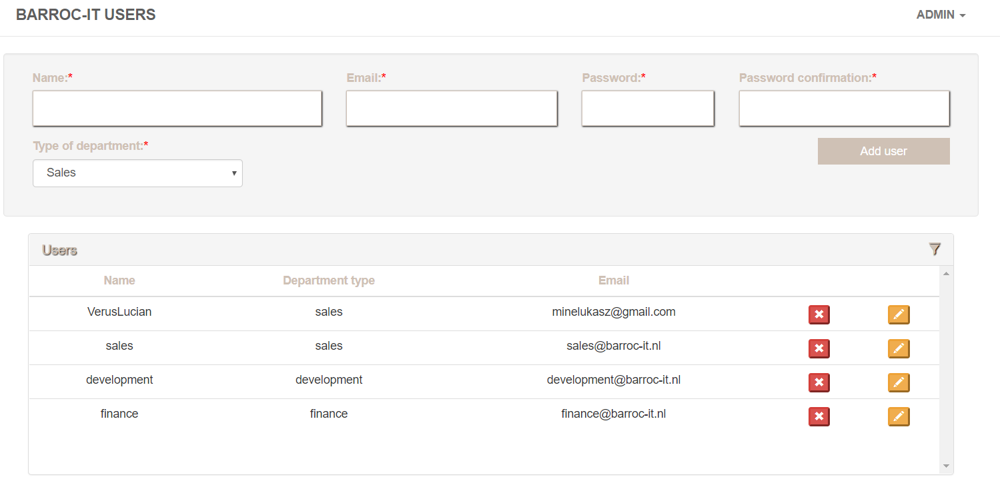 BARROC-IT USERS ADMIN
Name:* Email:* Password:* Password confirmation:*
Type of department:* Add user
Sales
Users
Name Department type Email
VerusLucian sales minelukasz@gmail.com
sales sales sales@barroc-it.nl
development development development@barroc-it.nl
finance finance finance@barroc-it.nl